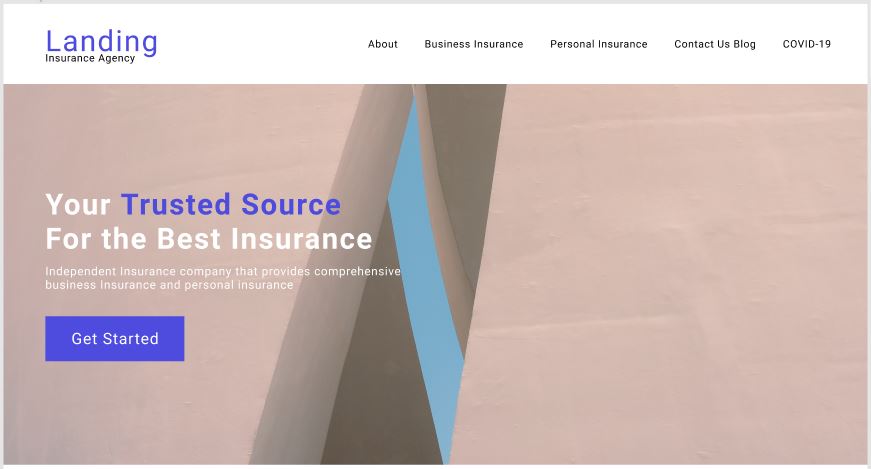 Landing
Insurance Agency
About Business Insurance Personal Insurance Contact Us Blog COVID-19
Your Trusted Source
For the Best Insurance
Independent Insurance company that provides comprehensive
business Insurance and personal insurance
Get Started